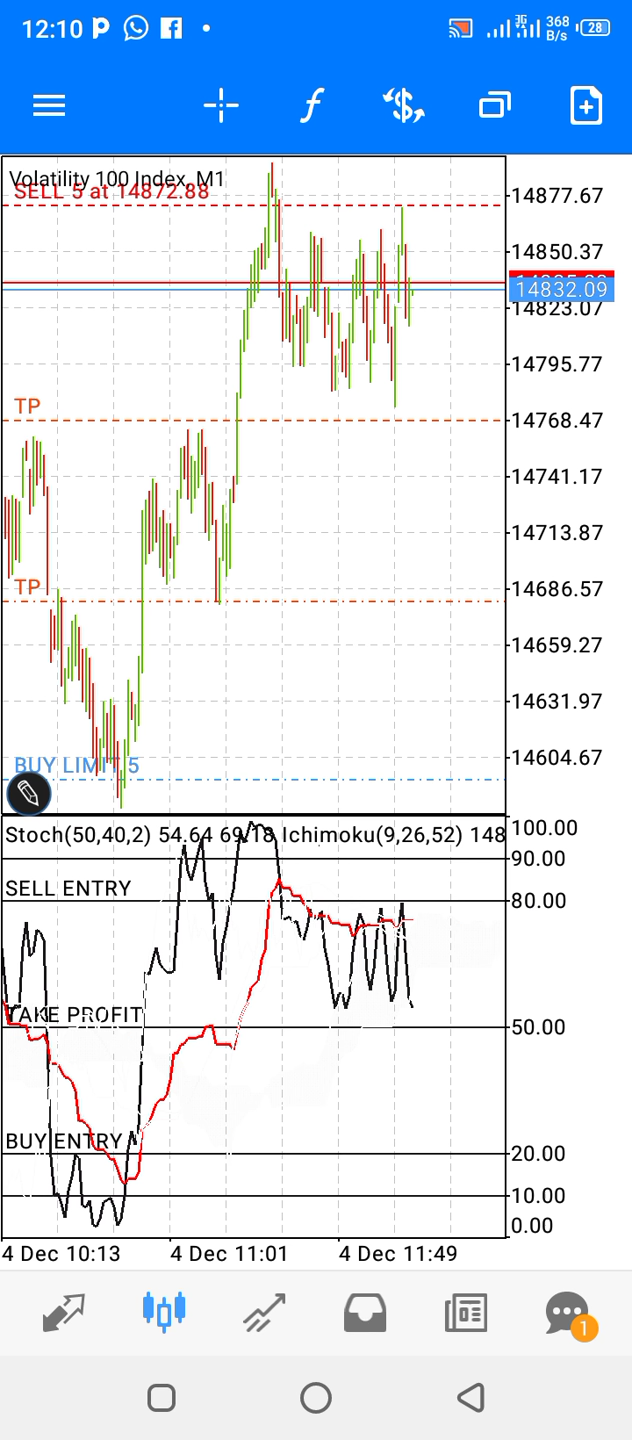 12:10
3G
368
B/s
28
Volatility 100 Index, M1
SELL 5 at 14872.88
14877.67
14850.37
14832.09
14823.07
14795.77
TP
14768.47
14741.17
14713.87
TP
14686.57
14659.27
14631.97
BUY LIMIT 5
14604.67
Stoch(50,40,2) 54.64 69.18 Ichimoku(9,26,52) 148
100.00
90.00
SELL ENTRY
80.00
TAKE PROFIT
50.00
BUY ENTRY
20.00
10.00
0.00
4 Dec 10:13 4 Dec 11:01 4 Dec 11:49
1